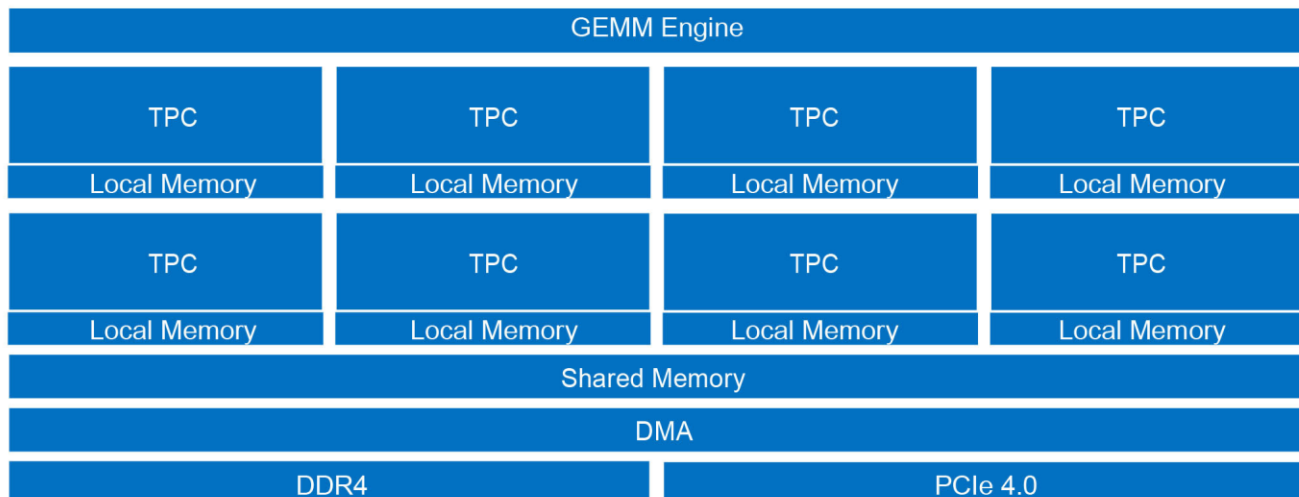 GEMM Engine
TPC TPC TPC TPC
Local Memory Local Memory Local Memory Local Memory
TPC TPC TPC TPC
Local Memory Local Memory Local Memory Local Memory
Shared Memory
DMA
DDR4 PCIe 4.0